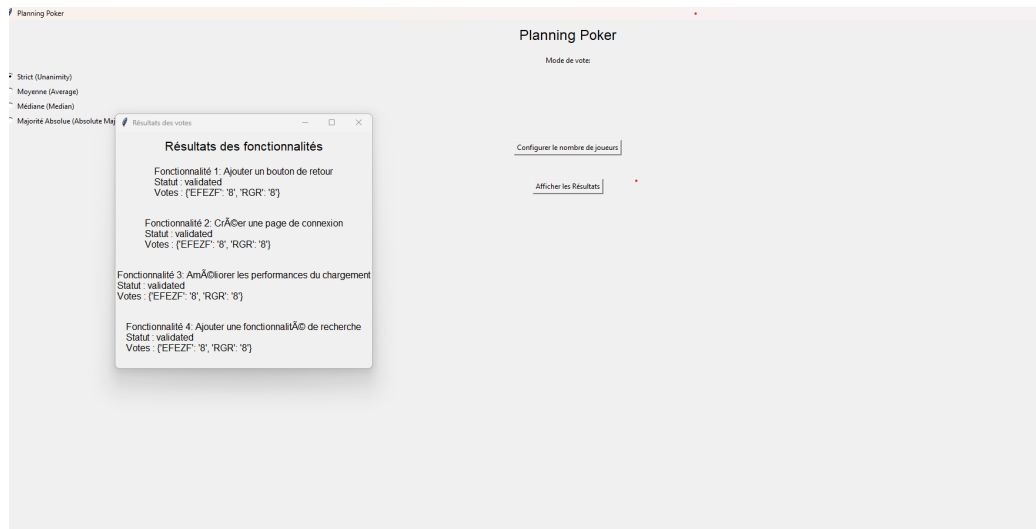 Planning Poker
Planning Poker
Mode de vote:
Strict (Unanimity)
Moyenne (Average)
Médiane (Median)
Majorité Absolue (Absolute Maj
Configurer le nombre de joueurs
Afficher les Résultats
Résultats des votes
Résultats des fonctionnalités
Fonctionnalité 1: Ajouter un bouton de retour
Statut : validated
Votes : {'EFEZF': '8', 'RGR': '8'}
Fonctionnalité 2: CrÃ©er une page de connexion
Statut : validated
Votes : {'EFEZF': '8', 'RGR': '8'}
Fonctionnalité 3: AmÃ©liorer les performances du chargement
Statut : validated
Votes : {'EFEZF': '8', 'RGR': '8'}
Fonctionnalité 4: Ajouter une fonctionnalitÃ© de recherche
Statut : validated
Votes : {'EFEZF': '8', 'RGR': '8'}